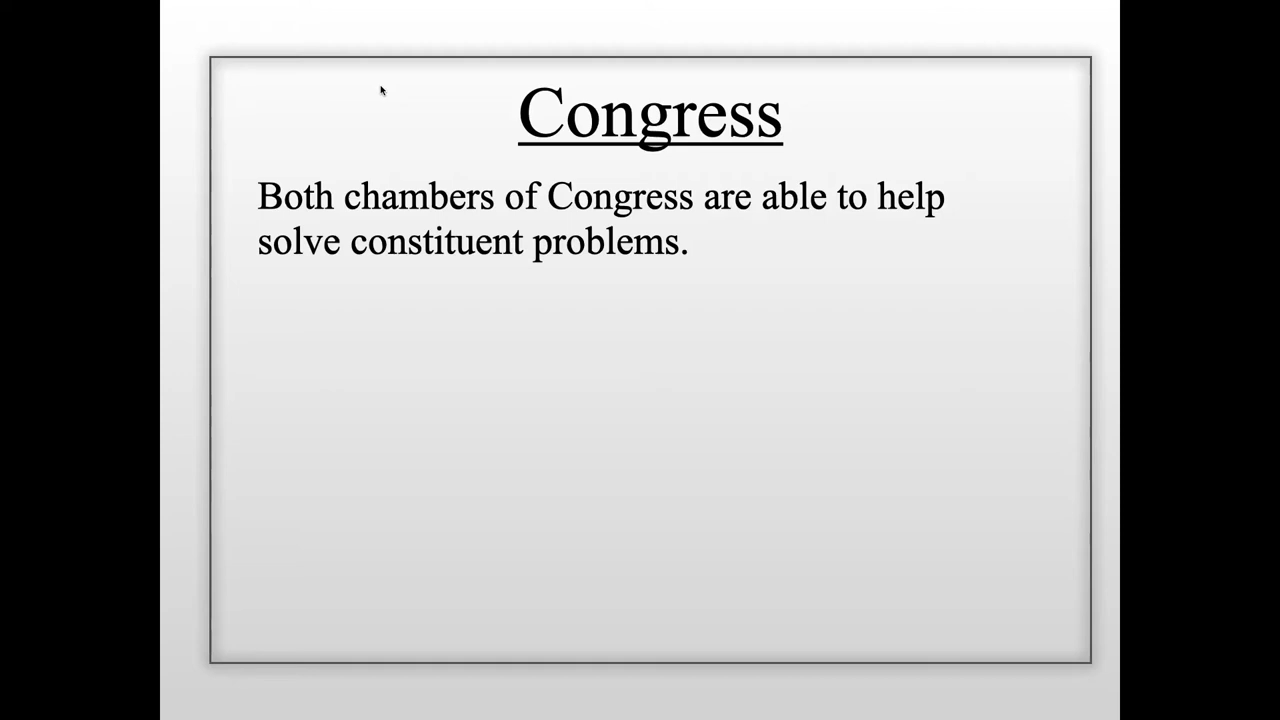 Congress
Both chambers of Congress are able to help
solve constituent problems.